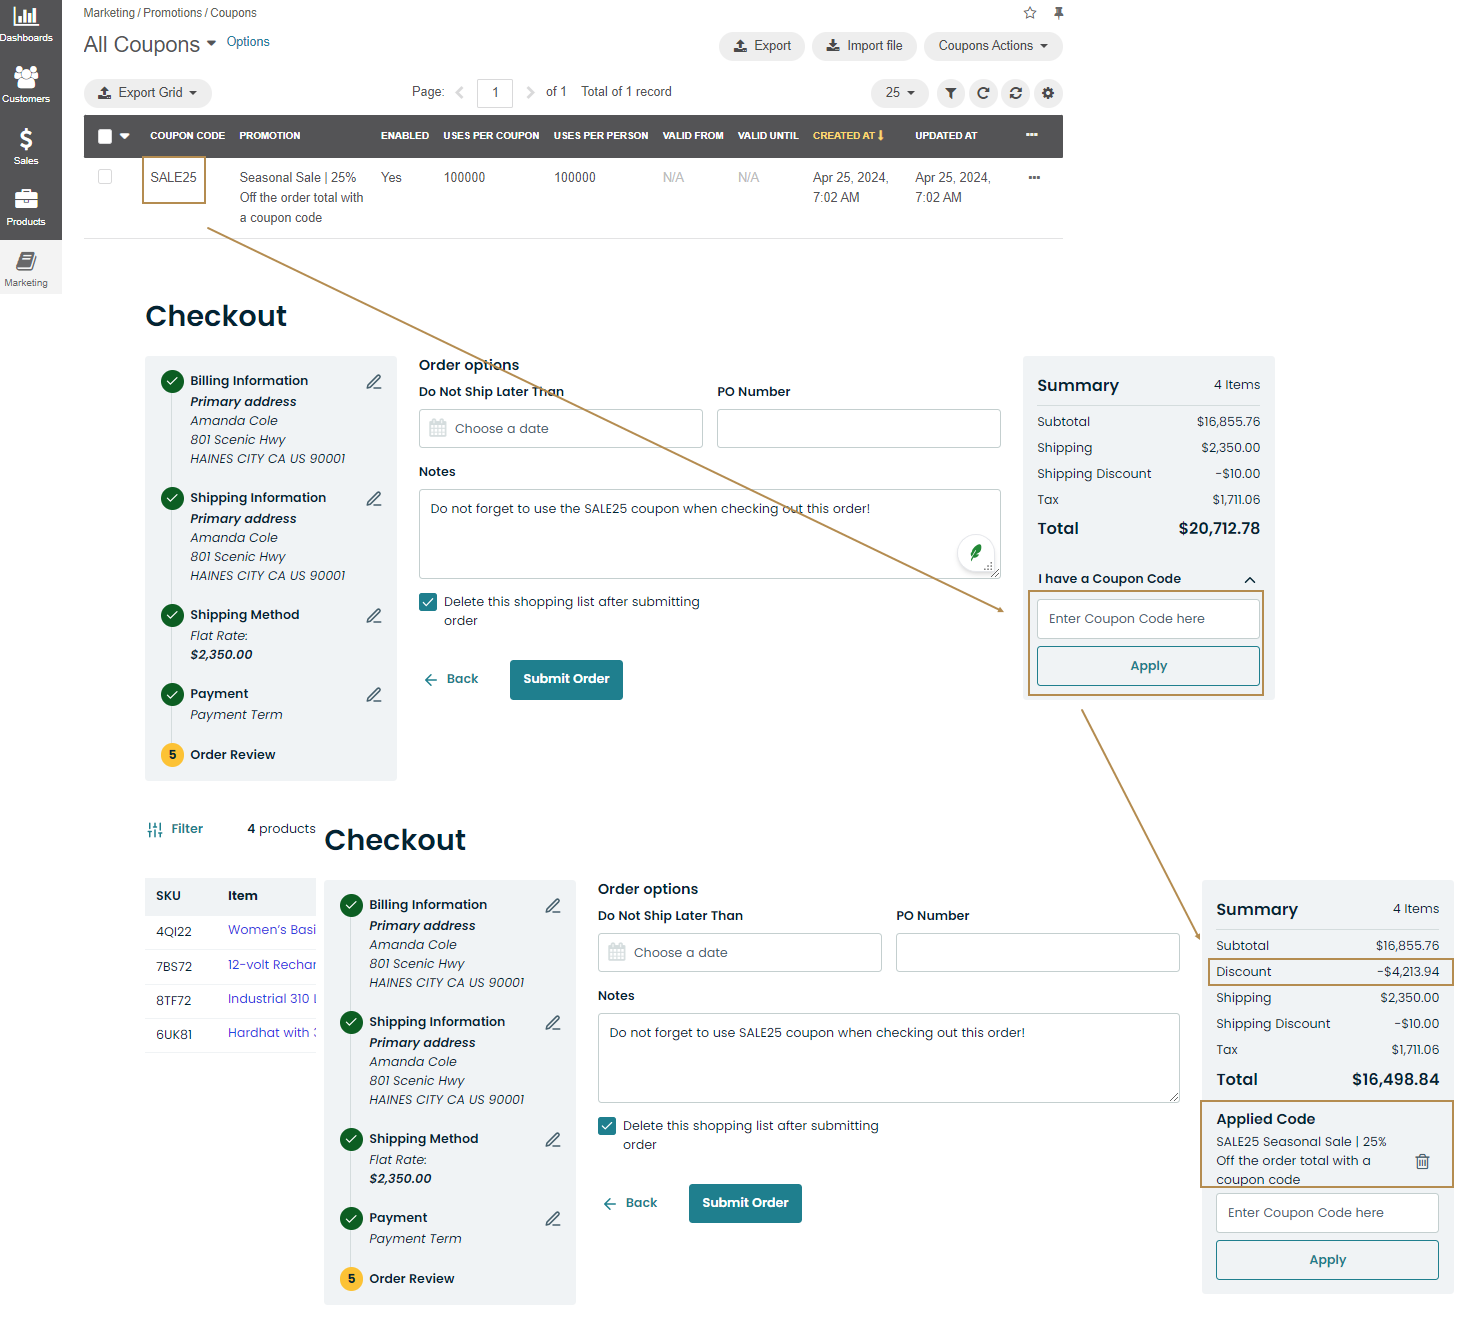 Dashboards
Customers
Sales
Products
Marketing
Marketing / Promotions / Coupons
All Coupons Options
Export Import file Coupons Actions
Export Grid Page: 1 of 1 Total of 1 record 25
COUPON CODE PROMOTION ENABLED USES PER COUPON USES PER PERSON VALID FROM VALID UNTIL CREATED AT UPDATED AT
SALE25 Seasonal Sale | 25% Yes 100000 100000 N/A N/A Apr 25, 2024, Apr 25, 2024,
Off the order total with 7:02 AM 7:02 AM
a coupon code
Checkout
Billing Information
Primary address
Amanda Cole
801 Scenic Hwy
HAINES CITY CA US 90001
Shipping Information
Primary address
Amanda Cole
801 Scenic Hwy
HAINES CITY CA US 90001
Shipping Method
Flat Rate:
$2,350.00
Payment
Payment Term
5 Order Review
Order options
Do Not Ship Later Than PO Number
Choose a date
Notes
Do not forget to use the SALE25 coupon when checking out this order!
Delete this shopping list after submitting
order
Back Submit Order
Summary 4 Items
Subtotal $16,855.76
Shipping $2,350.00
Shipping Discount -$10.00
Tax $1,711.06
Total $20,712.78
I have a Coupon Code
Enter Coupon Code here
Apply
Filter 4 products
SKU Item
4QI22 Women's Basi
7BS72 12-volt Rechar
8TF72 Industrial 310 L
6UK81 Hardhat with 3
Checkout
Billing Information
Primary address
Amanda Cole
801 Scenic Hwy
HAINES CITY CA US 90001
Shipping Information
Primary address
Amanda Cole
801 Scenic Hwy
HAINES CITY CA US 90001
Shipping Method
Flat Rate:
$2,350.00
Payment
Payment Term
5 Order Review
Order options
Do Not Ship Later Than PO Number
Choose a date
Notes
Do not forget to use SALE25 coupon when checking out this order!
Delete this shopping list after submitting
order
Back Submit Order
Summary 4 Items
Subtotal $16,855.76
Discount -$4,213.94
Shipping $2,350.00
Shipping Discount -$10.00
Tax $1,711.06
Total $16,498.84
Applied Code
SALE25 Seasonal Sale | 25%
Off the order total with a
coupon code
Enter Coupon Code here
Apply